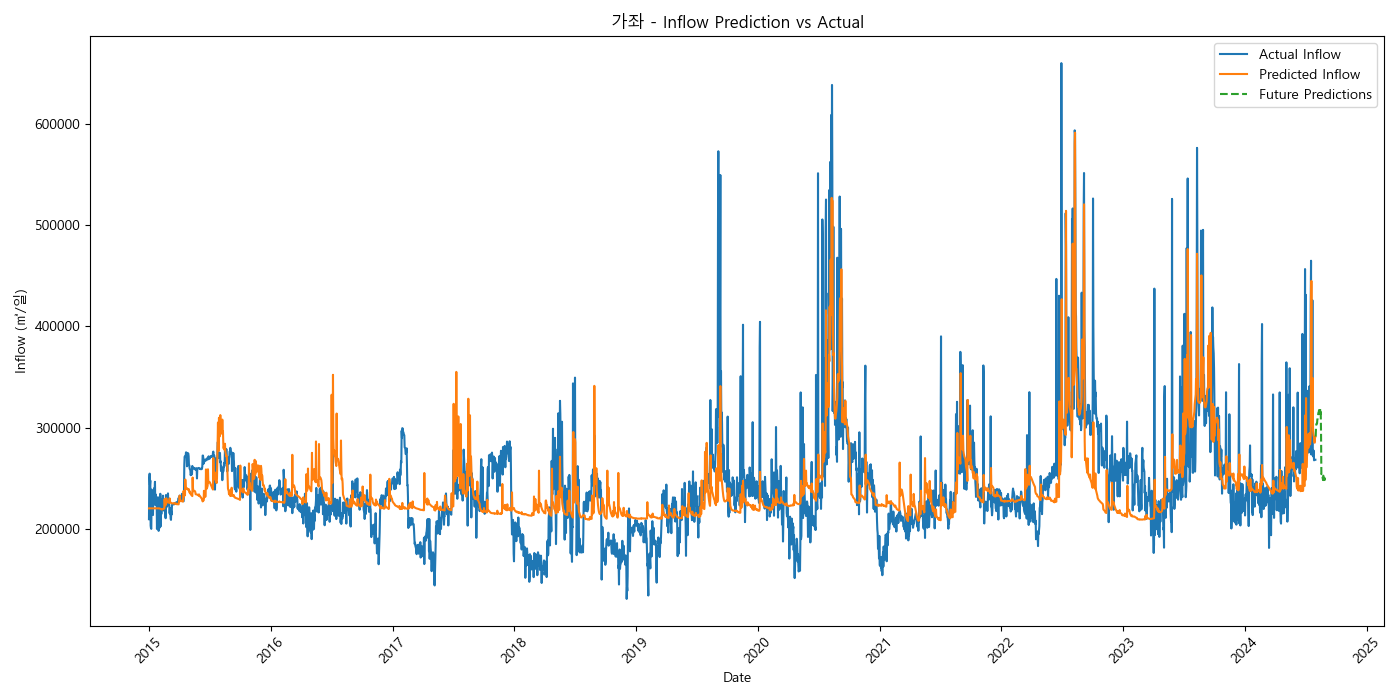 가좌 - Inflow Prediction vs Actual
Actual Inflow
Predicted Inflow
Future Predictions
Inflow (㎥/일)
600000
500000
400000
300000
200000
2015
2016
2017
2018
2019
2020
2021
2022
2023
2024
2025
Date